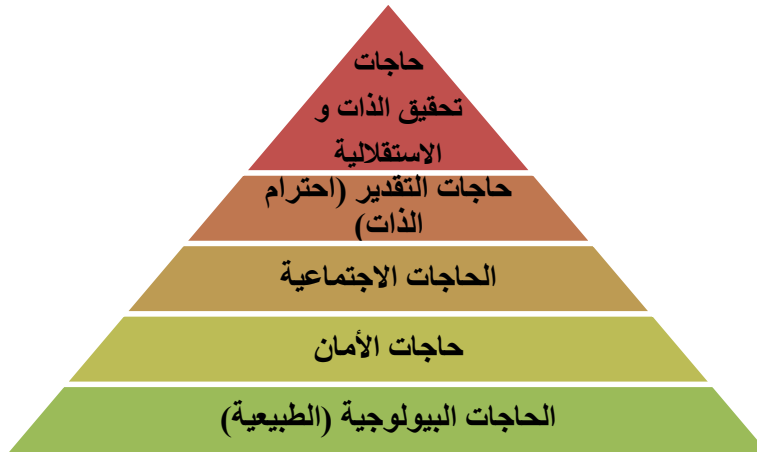 حاجات
تحقيق الذات و
الاستقلالية
حاجات التقدير (احترام
الذات)
الحاجات الاجتماعية
حاجات الأمان
الحاجات البيولوجية (الطبيعية)